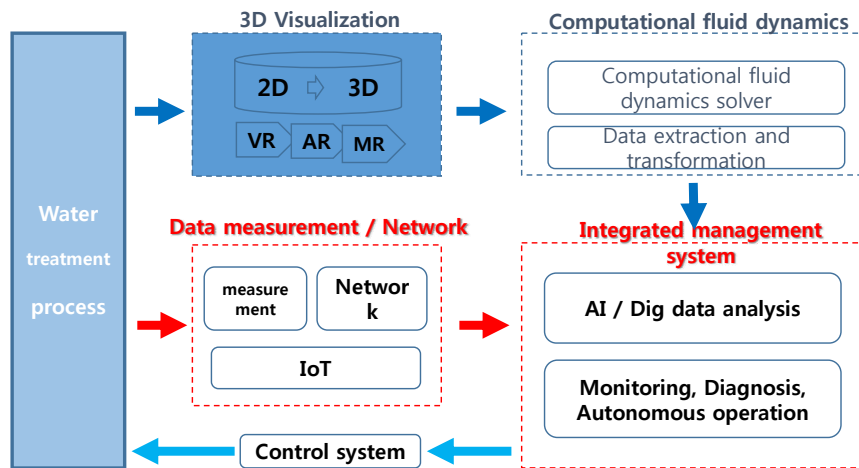 3D Visualization
Computational fluid dynamics
2D
3D
VR
AR
MR
Computational fluid
dynamics solver
Data extraction and
transformation
Water
treatment
process
Data measurement / Network
measure
ment
Networ
k
IoT
Integrated management
system
AI / Dig data analysis
Monitoring, Diagnosis,
Autonomous operation
Control system